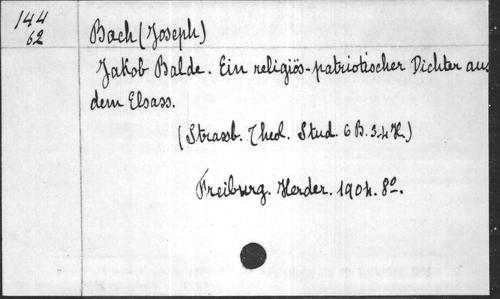 144
62
Bach (Joseph)
Jakob Balde. Ein religiös-patriotischer Dichter aus
dem Elsass.
(Strassb. Theol. Stud. 6 B. 3.4 H.)
Freiburg. Herder. 1904. 8º.